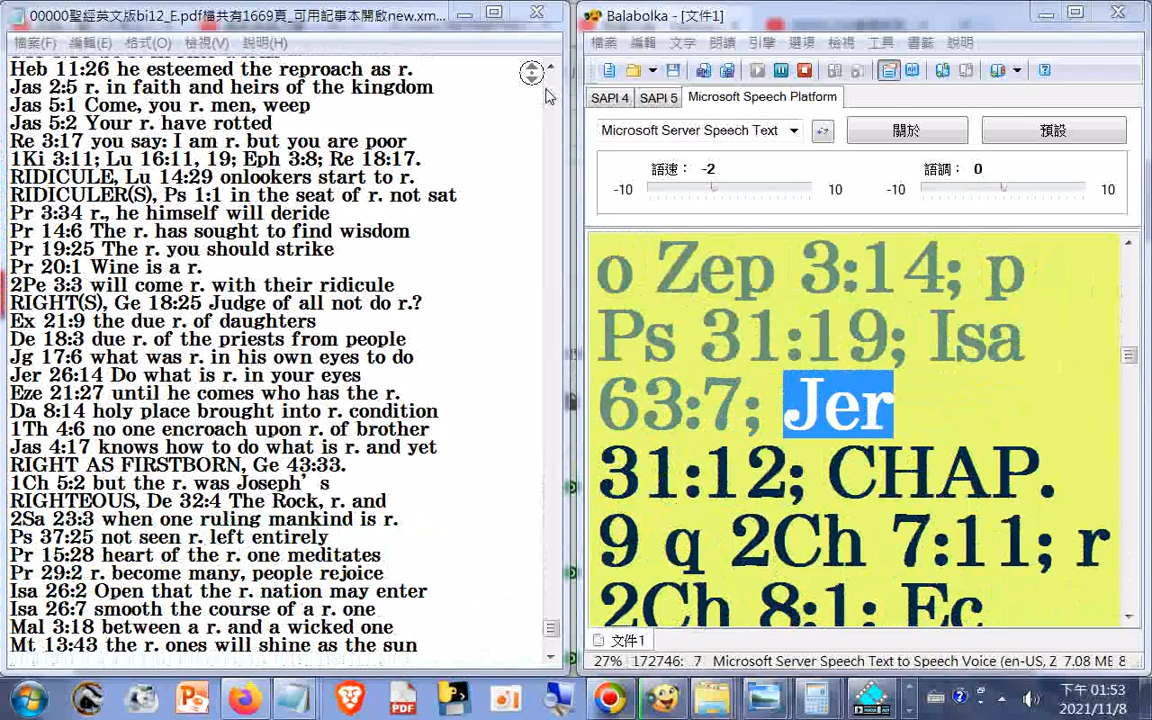 00000聖經英文版bi12_E.pdf檔共有1669頁_可用記事本開啟new.xm...
檔案(F) 編輯(E) 格式(O) 檢視(V) 說明(H)
Heb 11:26 he esteemed the reproach as r.
Jas 2:5 r. in faith and heirs of the kingdom
Jas 5:1 Come, you r. men, weep
Jas 5:2 Your r. have rotted
Re 3:17 you say: I am r. but you are poor
1Ki 3:11; Lu 16:11, 19; Eph 3:8; Re 18:17.
RIDICULE, Lu 14:29 onlookers start to r.
RIDICULER(S), Ps 1:1 in the seat of r. not sat
Pr 3:34 r., he himself will deride
Pr 14:6 The r. has sought to find wisdom
Pr 19:25 The r. you should strike
Pr 20:1 Wine is a r.
2Pe 3:3 will come r. with their ridicule
RIGHT(S), Ge 18:25 Judge of all not do r.?
Ex 21:9 the due r. of daughters
De 18:3 due r. of the priests from people
Jg 17:6 what was r. in his own eyes to do
Jer 26:14 Do what is r. in your eyes
Eze 21:27 until he comes who has the r.
Da 8:14 holy place brought into r. condition
1Th 4:6 no one encroach upon r. of brother
Jas 4:17 knows how to do what is r. and yet
RIGHT AS FIRSTBORN, Ge 43:33.
1Ch 5:2 but the r. was Joseph’s
RIGHTEOUS, De 32:4 The Rock, r. and
2Sa 23:3 when one ruling mankind is r.
Ps 37:25 not seen r. left entirely
Pr 15:28 heart of the r. one meditates
Pr 29:2 r. become many, people rejoice
Isa 26:2 Open that the r. nation may enter
Isa 26:7 smooth the course of a r. one
Mal 3:18 between a r. and a wicked one
Mt 13:43 the r. ones will shine as the sun
Balabolka - [文件1]
檔案 編輯 文字 朗讀 引擎 選項 檢視 工具 書籤 說明
SAPI 4 SAPI 5 Microsoft Speech Platform
Microsoft Server Speech Text 關於 預設
語速： -2 語調： 0
-10 10 -10 10
o Zep 3:14; p
Ps 31:19; Isa
63:7; Jer
31:12; CHAP.
9 q 2Ch 7:11; r
2Ch 8:1; Ec
文件1
27% 172746: 7 Microsoft Server Speech Text to Speech Voice (en-US, Z 7.08 ME 8
PDF
下午 01:53
2021/11/8